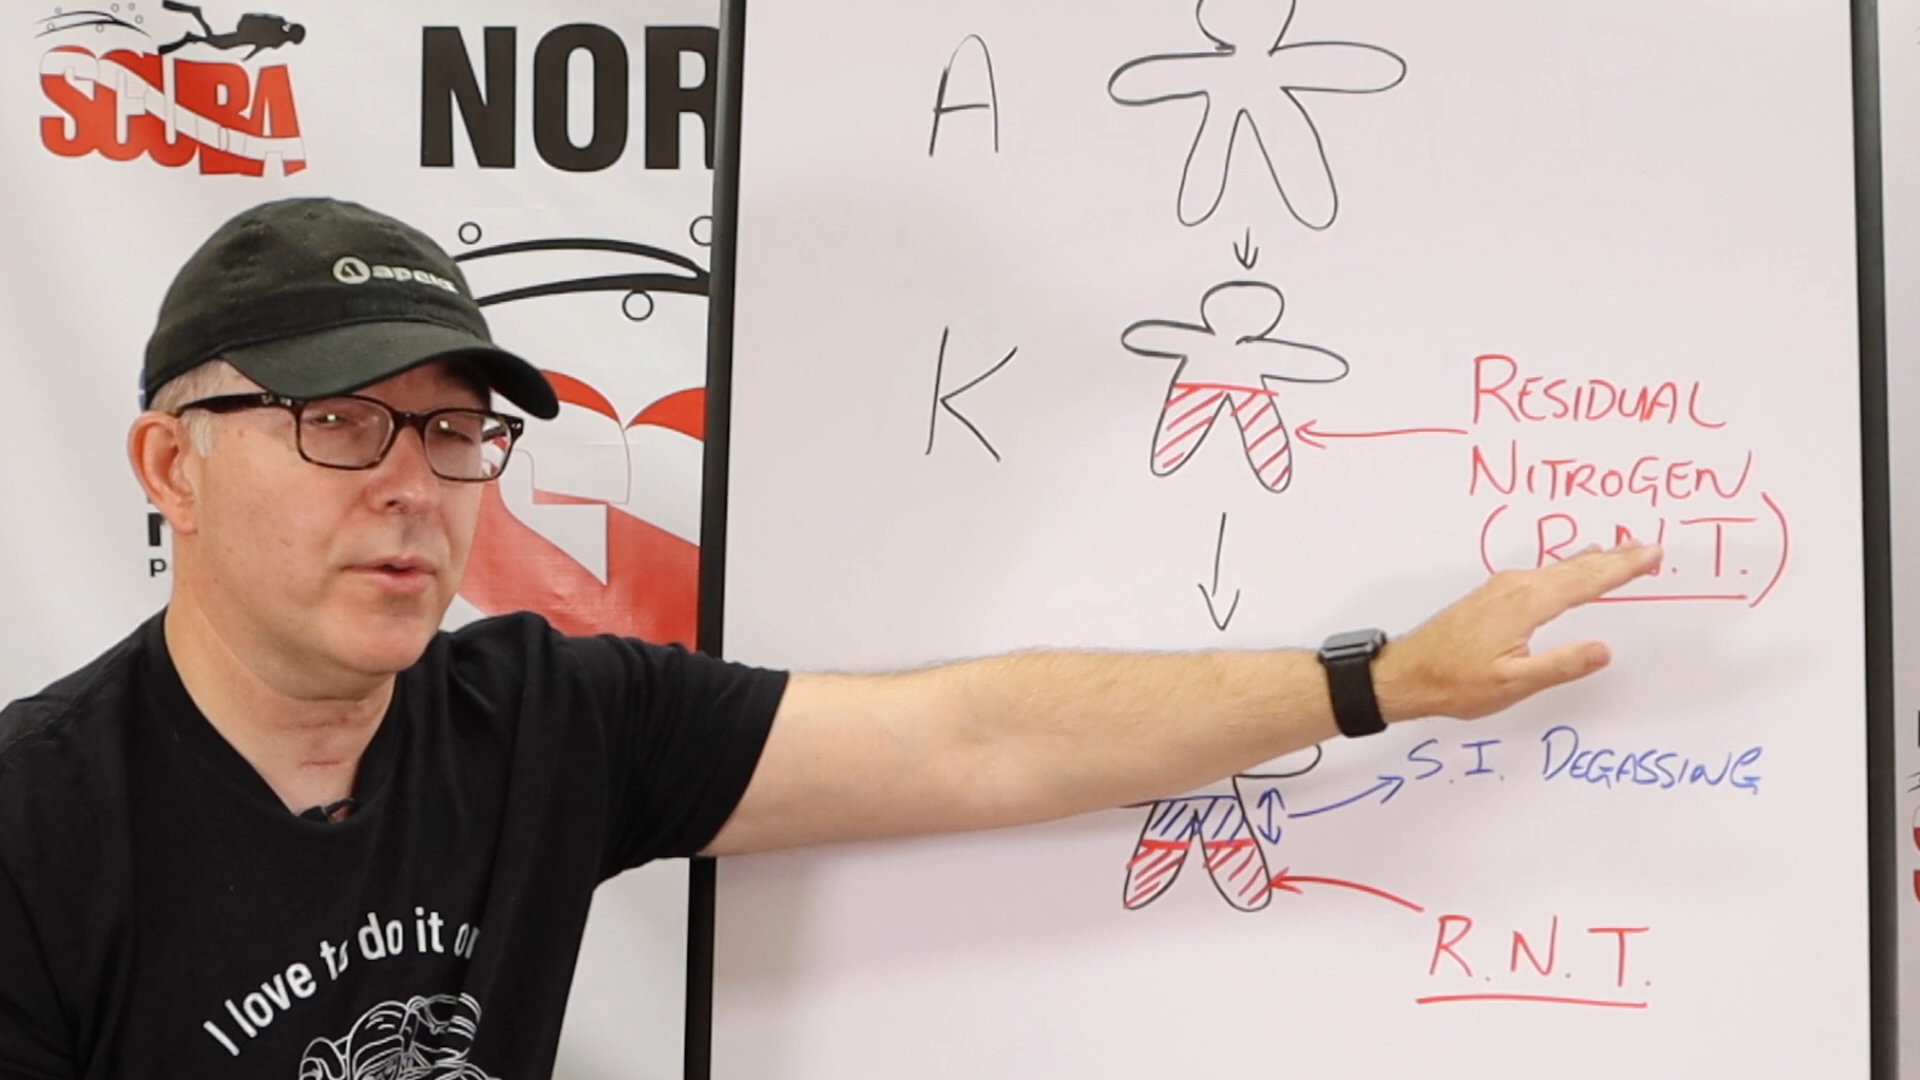 SCUBA
NOR
apeks
A
K
RESIDUAL
NITROGEN
(R.N.T.)
S.I. DEGASSING
R.N.T.
I love to do it